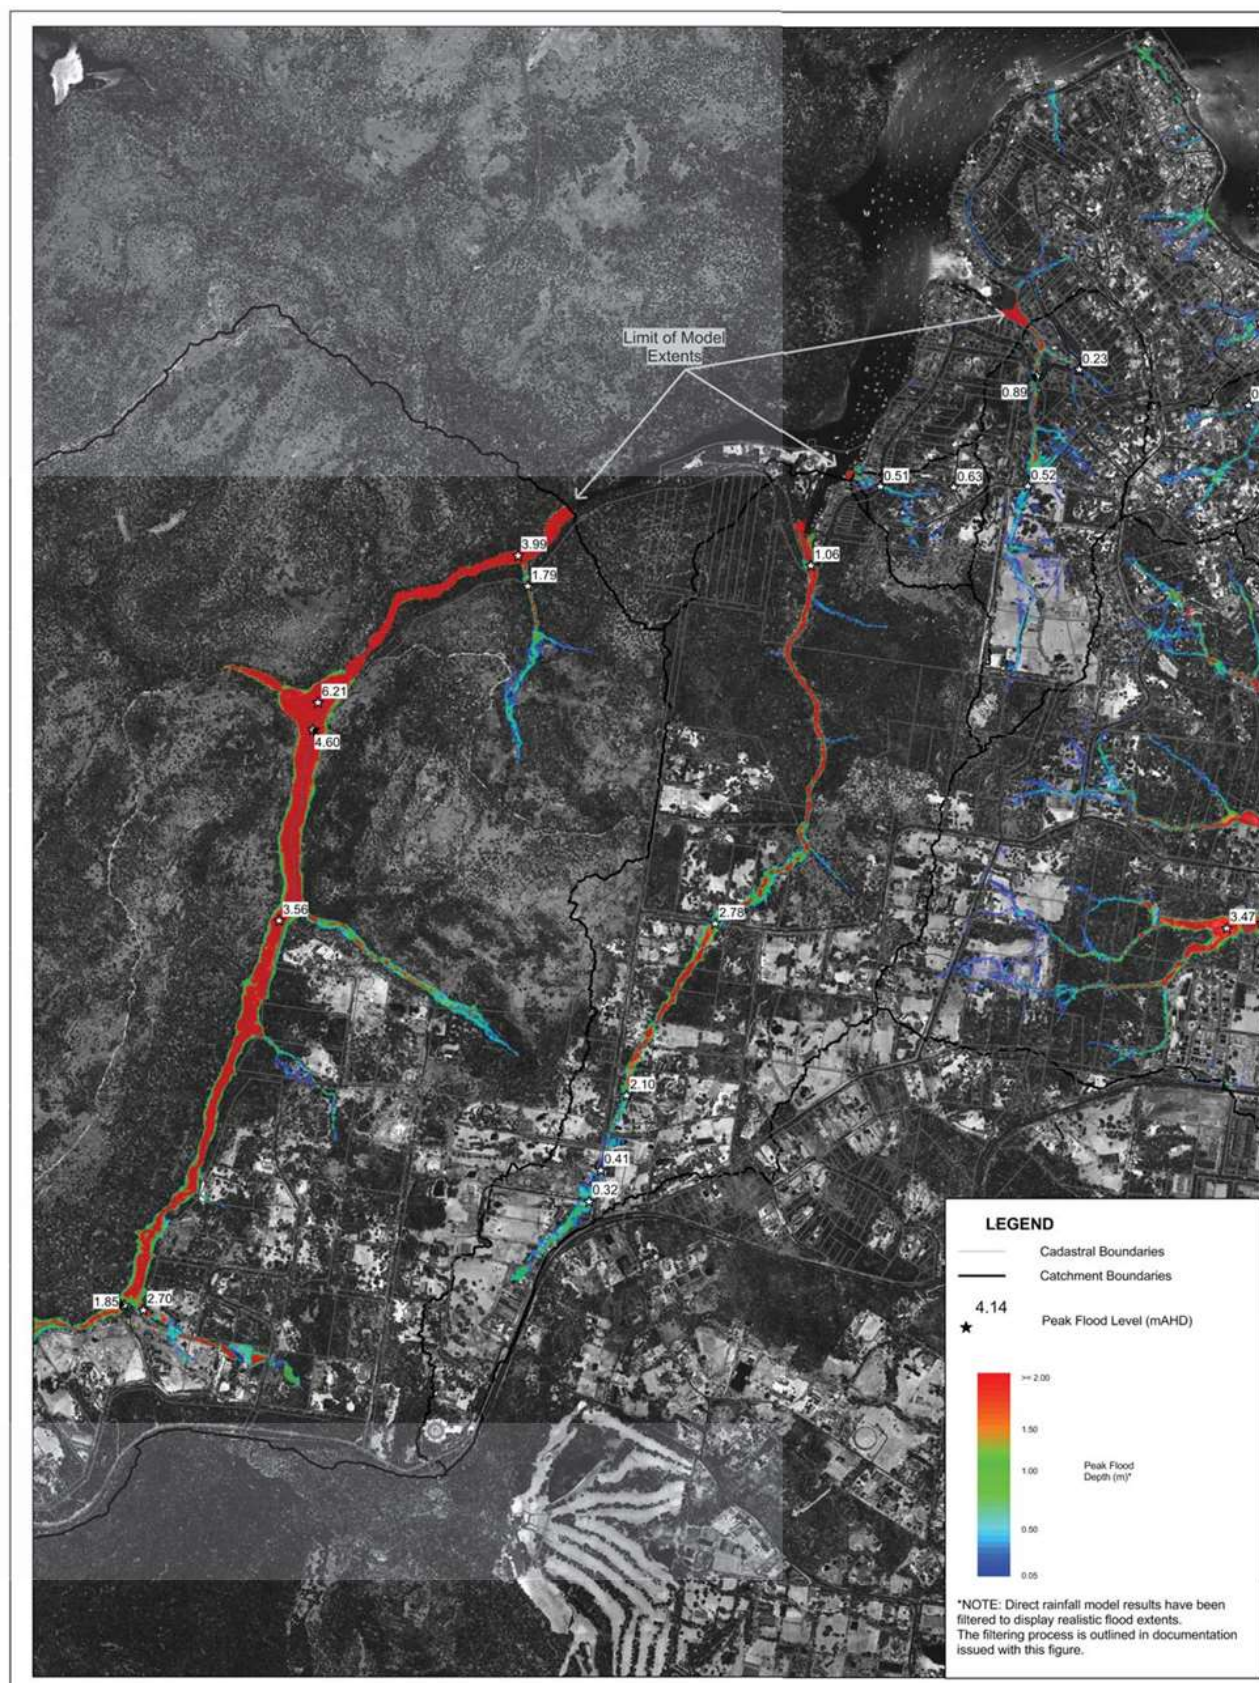 Limit of Model
Extents
0.23
0.89
0.51
0.63
0.52
3.99
1.79
1.06
6.21
4.60
3.56
2.78
3.47
2.10
0.41
0.32
1.85
2.70
LEGEND
Cadastral Boundaries
Catchment Boundaries
4.14
Peak Flood Level (mAHD)
>= 2.00
1.50
1.00
Peak Flood
Depth (m)*
0.50
0.05
*NOTE: Direct rainfall model results have been
filtered to display realistic flood extents.
The filtering process is outlined in documentation
issued with this figure.